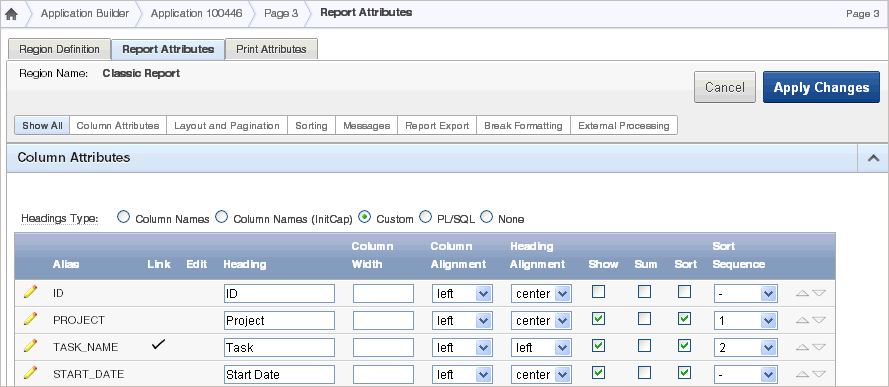 Application Builder Application 100446 Page 3 Report Attributes Page 3
Region Definition Report Attributes Print Attributes
Region Name: Classic Report
Cancel Apply Changes
Show All Column Attributes Layout and Pagination Sorting Messages Report Export Break Formatting External Processing
Column Attributes
Headings Type: Column Names Column Names (InitCap) Custom PL/SQL None
Column Column Heading Sort
Alias Link Edit Heading Width Alignment Alignment Show Sum Sort Sequence
ID ID left center -
PROJECT Project left center 1
TASK_NAME Task left left 2
START_DATE Start Date left center -